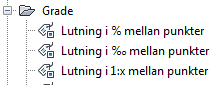 Grade
Lutning i % mellan punkter
Lutning i ‰ mellan punkter
Lutning i 1:x mellan punkter